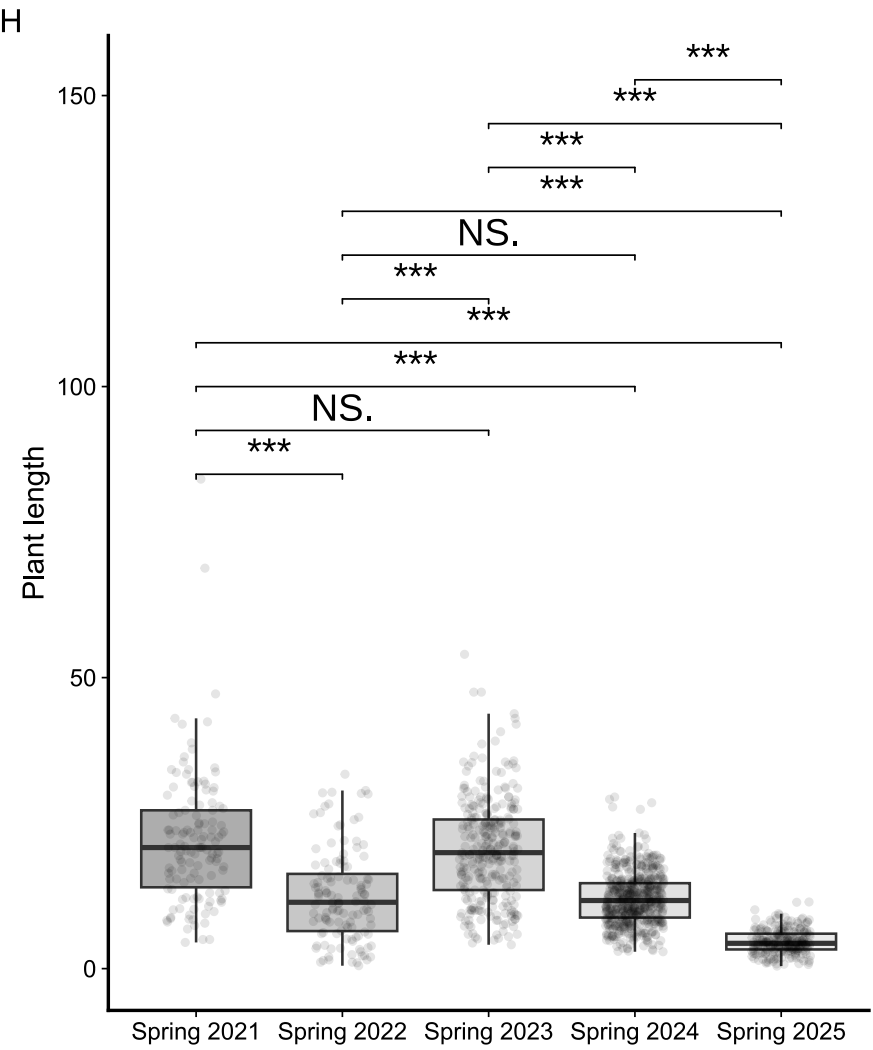 H
***
150
***
***
***
NS.
***
***
***
100
NS.
***
Plant length
50
0
Spring 2021 Spring 2022 Spring 2023 Spring 2024 Spring 2025